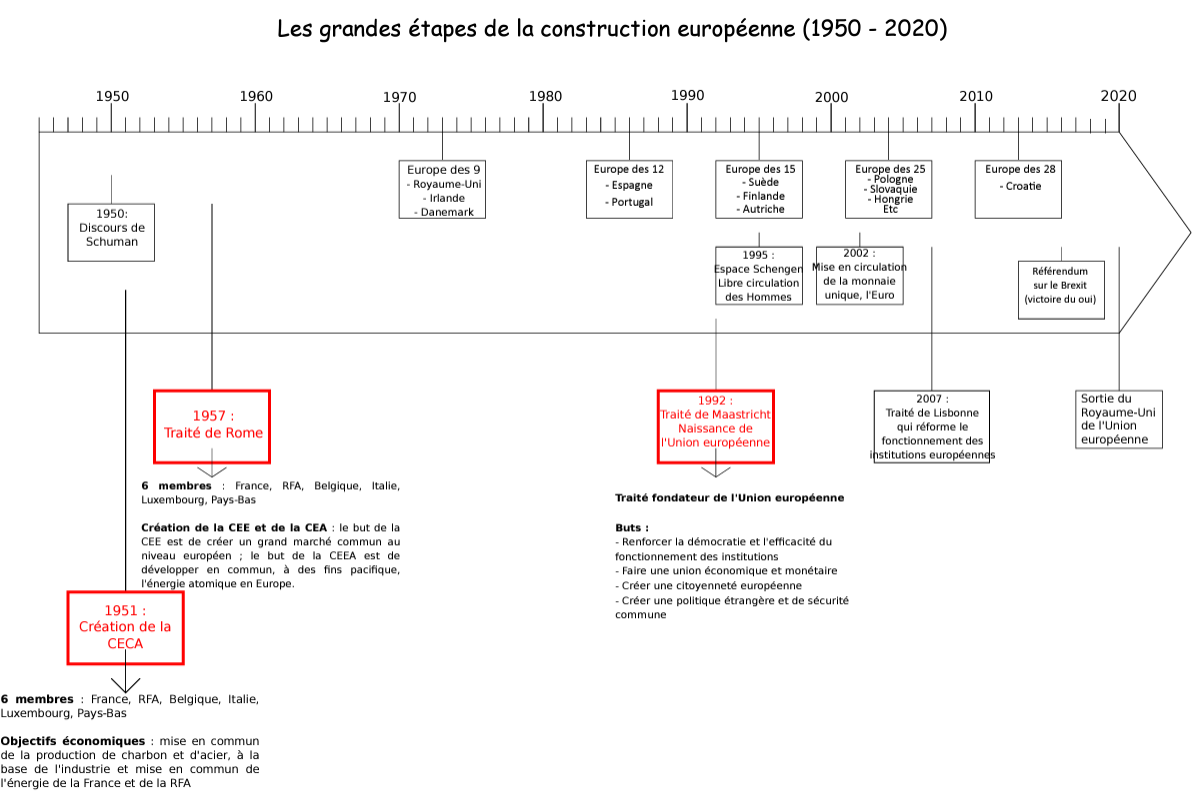 Les grandes étapes de la construction européenne (1950 - 2020)
1950
1960
1970
1980
1990
2000
2010
2020
Europe des 9
- Royaume-Uni
- Irlande
- Danemark
Europe des 12
- Espagne
- Portugal
Europe des 15
- Suède
- Finlande
- Autriche
Europe des 25
- Pologne
- Slovaquie
- Hongrie
Etc
Europe des 28
- Croatie
1950:
Discours de
Schuman
1995 :
Espace Schengen
Libre circulation
des Hommes
2002 :
Mise en circulation
de la monnaie
unique, l'Euro
Référendum
sur le Brexit
(victoire du oui)
1957 :
Traité de Rome
1992 :
Traité de Maastricht
Naissance de
l'Union européenne
2007 :
Traité de Lisbonne
qui réforme le
fonctionnement des
institutions européennes
Sortie du
Royaume-Uni
de l'Union
européenne
6 membres : France, RFA, Belgique, Italie,
Luxembourg, Pays-Bas
Création de la CEE et de la CEA : le but de la
CEE est de créer un grand marché commun au
niveau européen ; le but de la CEEA est de
développer en commun, à des fins pacifique,
l'énergie atomique en Europe.
Traité fondateur de l'Union européenne
Buts :
- Renforcer la démocratie et l'efficacité du
fonctionnement des institutions
- Faire une union économique et monétaire
- Créer une citoyenneté européenne
- Créer une politique étrangère et de sécurité
commune
1951 :
Création de la
CECA
6 membres : France, RFA, Belgique, Italie,
Luxembourg, Pays-Bas
Objectifs économiques : mise en commun
de la production de charbon et d'acier, à la
base de l'industrie et mise en commun de
l'énergie de la France et de la RFA